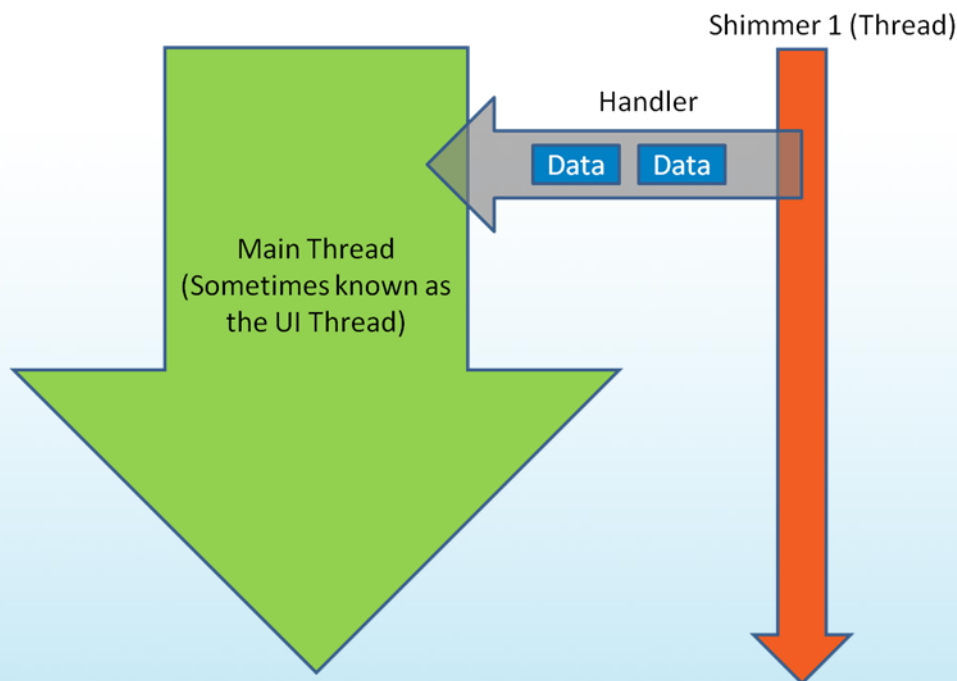 Shimmer 1 (Thread)
Handler
Data Data
Main Thread
(Sometimes known as
the UI Thread)